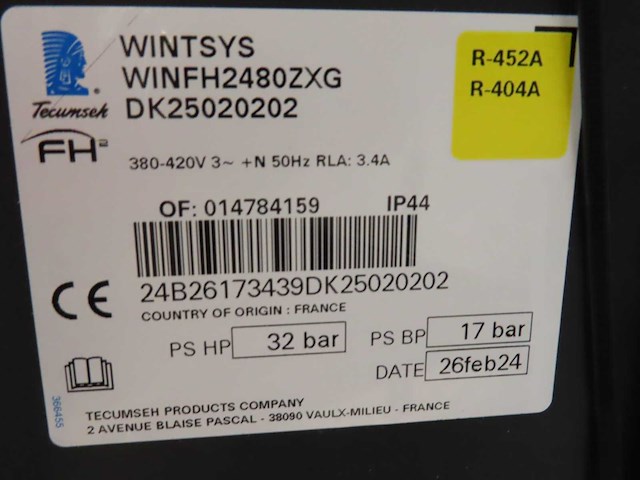 WINTSYS
WINFH2480ZXG
DK25020202
Tecumseh
FH²
R-452A
R-404A
380-420V 3~ +N 50Hz RLA: 3.4A
OF: 014784159 IP44
24B26173439DK25020202
CE
COUNTRY OF ORIGIN : FRANCE
PS HP 32 bar PS BP 17 bar
DATE 26feb24
366455
TECUMSEH PRODUCTS COMPANY
2 AVENUE BLAISE PASCAL - 38090 VAULX-MILIEU - FRANCE